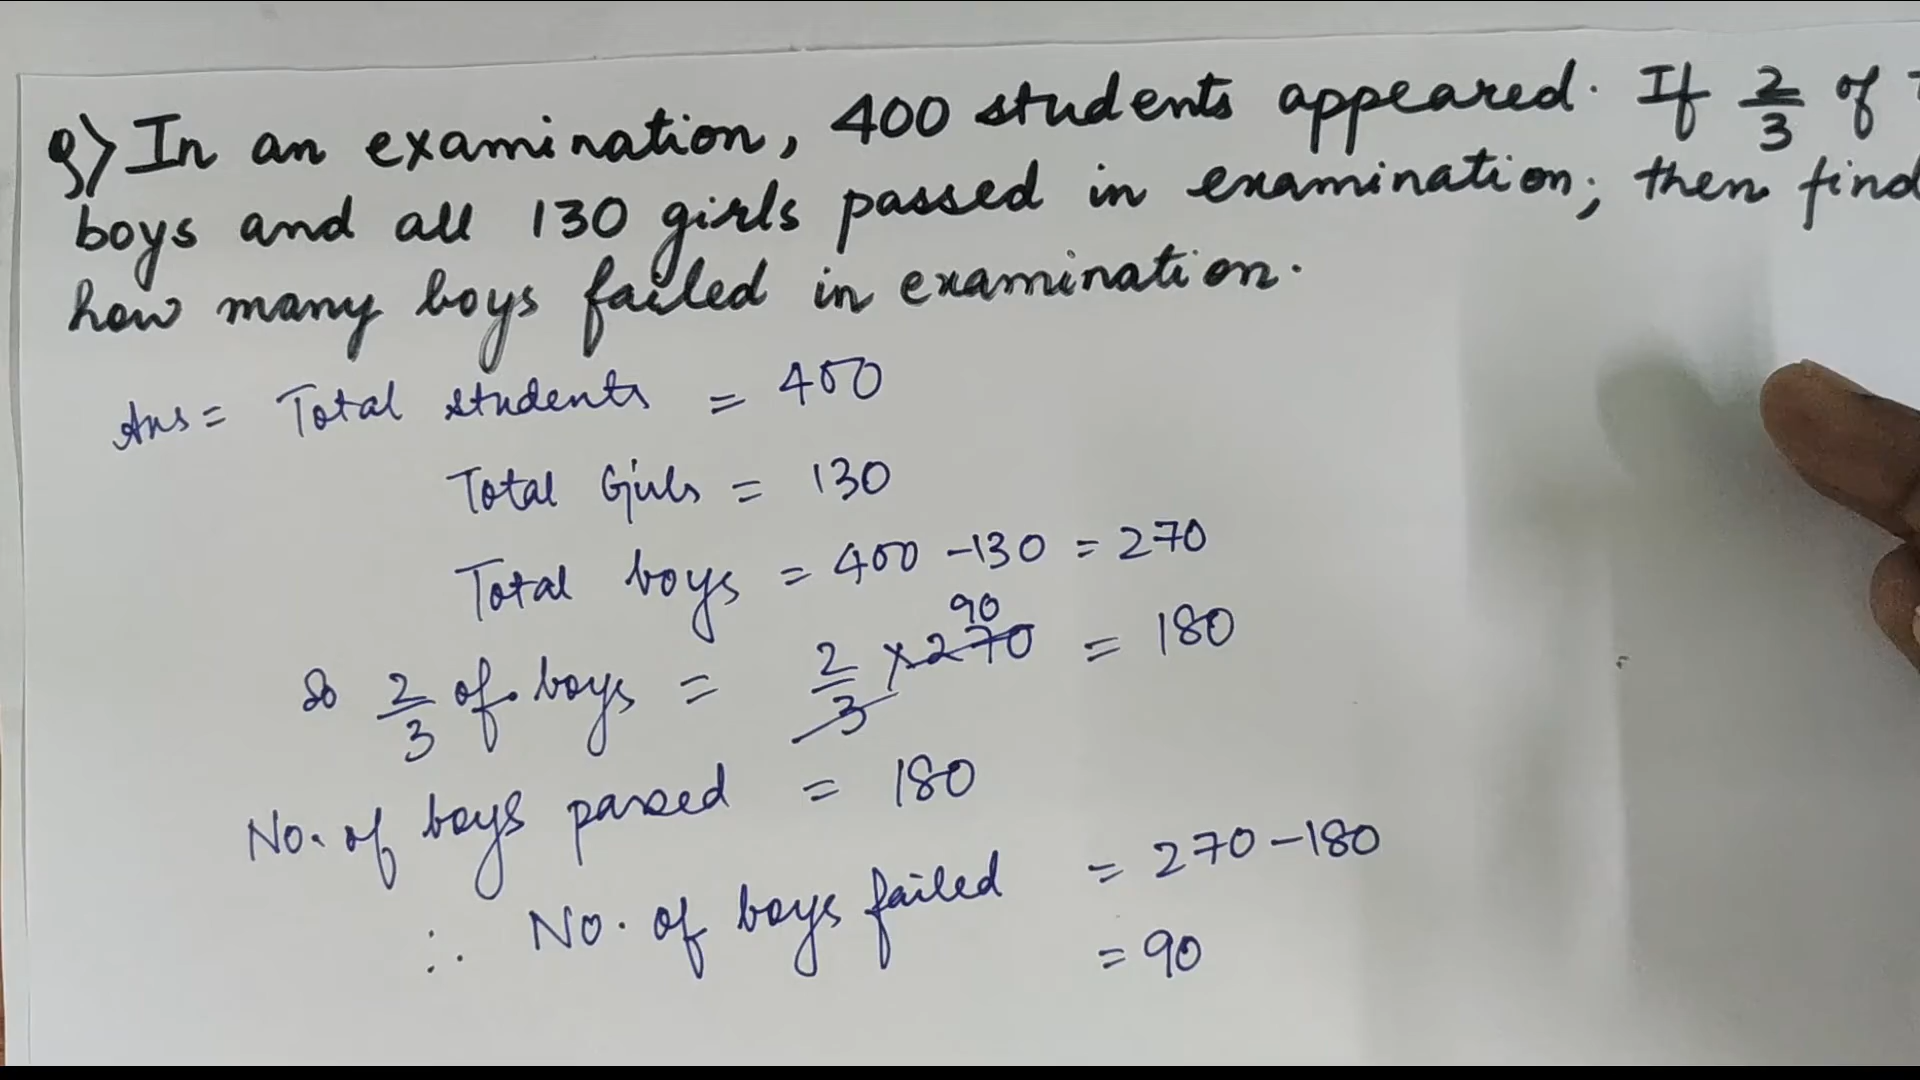 Q) In an examination, 400 students appeared. If 2/3 of
boys and all 130 girls passed in examination; then find
how many boys failed in examination.
Ans = Total students = 400
Total Girls = 130
Total boys = 400 - 130 = 270
90
So 2/3 of boys = 2/3 x 270 = 180
No. of boys passed = 180
∴ No. of boys failed = 270 - 180
= 90